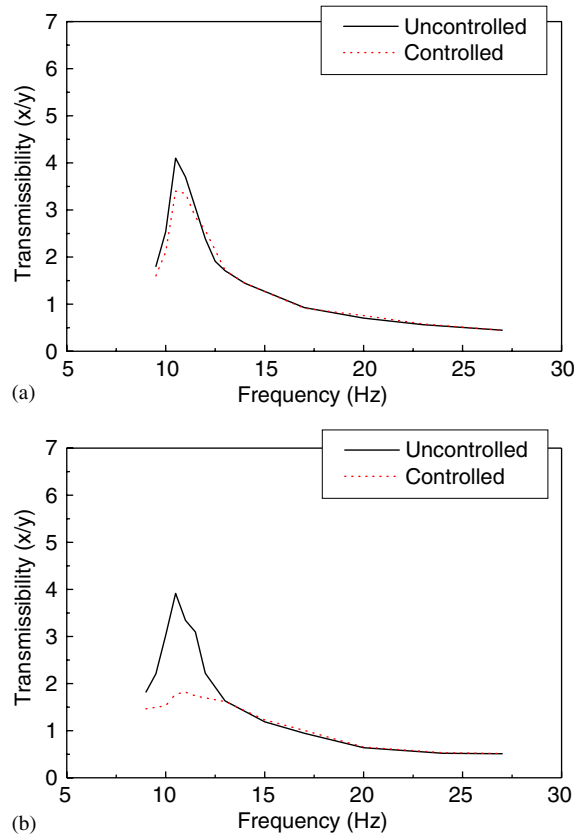 Uncontrolled
Controlled
7
6
5
4
3
2
1
0
Transmissibility (x/y)
5
10
15
20
25
30
Frequency (Hz)
(a)
Uncontrolled
Controlled
7
6
5
4
3
2
1
0
Transmissibility (x/y)
5
10
15
20
25
30
Frequency (Hz)
(b)